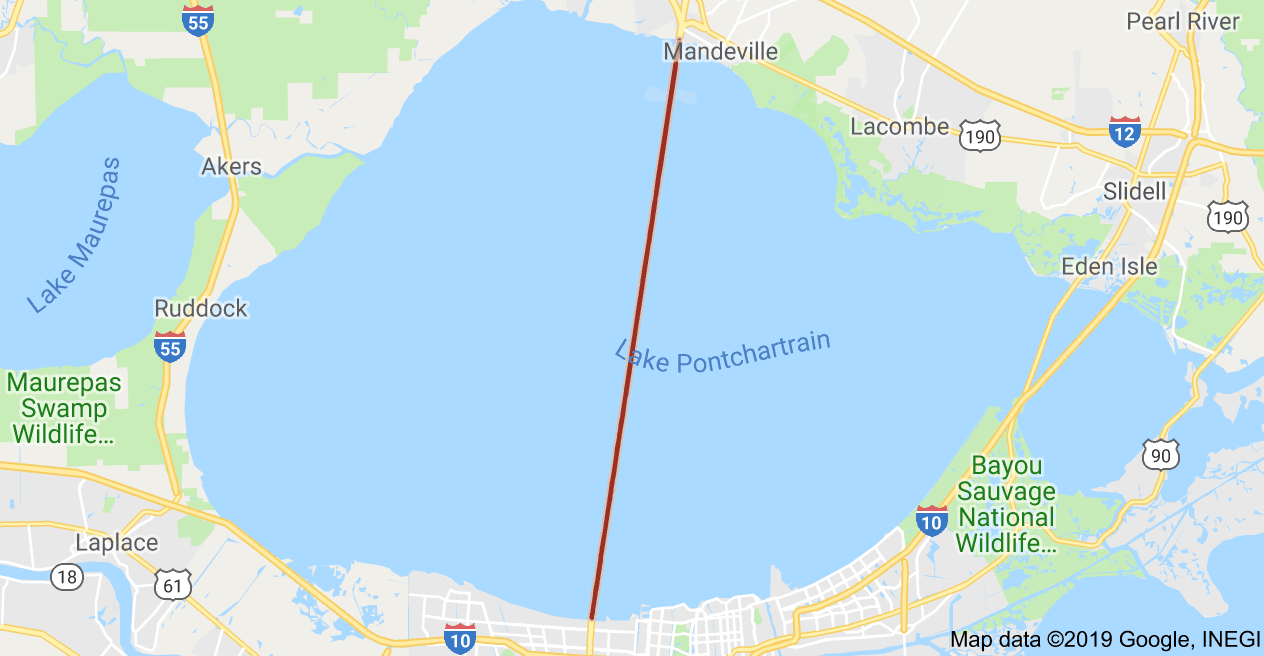 55
Pearl River
Mandeville
Lacombe
190
12
Akers
Slidell
190
Lake Maurepas
Eden Isle
Ruddock
55
Lake Pontchartrain
Maurepas
Swamp
Wildlife...
90
Bayou
Sauvage
National
Wildlife...
10
Laplace
18
61
10
Map data ©2019 Google, INEGI